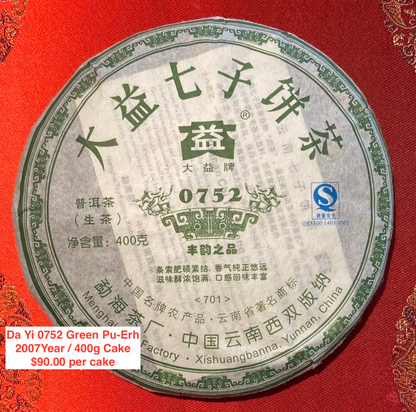 大益七子饼茶
益®
大益牌
普洱茶
（生茶）
0752
净含量：400克
丰韵之品
条索肥硕紧结、香气纯正悠远
滋味醇浓饱满、口感回味丰富
<701>
中国名牌农产品·云南省著名商标
勐海茶厂·中国云南西双版纳
Factory · Xishuangbanna, Yunnan, China
Da Yi 0752 Green Pu-Erh
2007Year / 400g Cake
$90.00 per cake